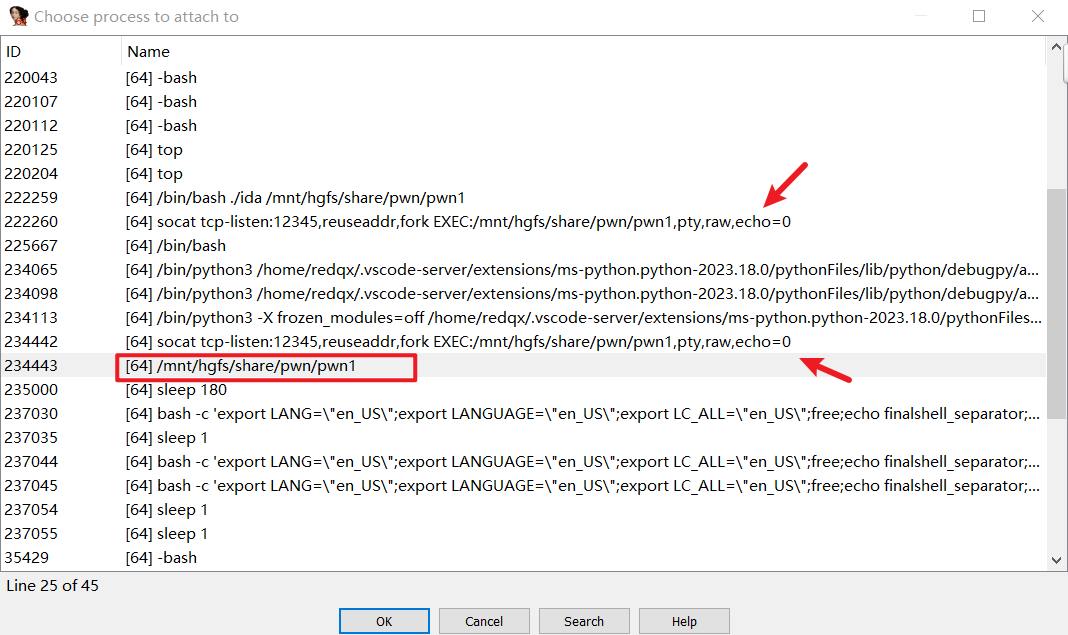 Choose process to attach to
ID Name
220043 [64] -bash
220107 [64] -bash
220112 [64] -bash
220125 [64] top
220204 [64] top
222259 [64] /bin/bash ./ida /mnt/hgfs/share/pwn/pwn1
222260 [64] socat tcp-listen:12345,reuseaddr,fork EXEC:/mnt/hgfs/share/pwn/pwn1,pty,raw,echo=0
225667 [64] /bin/bash
234065 [64] /bin/python3 /home/redqx/.vscode-server/extensions/ms-python.python-2023.18.0/pythonFiles/lib/python/debugpy/a...
234098 [64] /bin/python3 /home/redqx/.vscode-server/extensions/ms-python.python-2023.18.0/pythonFiles/lib/python/debugpy/a...
234113 [64] /bin/python3 -X frozen_modules=off /home/redqx/.vscode-server/extensions/ms-python.python-2023.18.0/pythonFiles...
234442 [64] socat tcp-listen:12345,reuseaddr,fork EXEC:/mnt/hgfs/share/pwn/pwn1,pty,raw,echo=0
234443 [64] /mnt/hgfs/share/pwn/pwn1
235000 [64] sleep 180
237030 [64] bash -c 'export LANG=\"en_US\";export LANGUAGE=\"en_US\";export LC_ALL=\"en_US\";free;echo finalshell_separator;...
237035 [64] sleep 1
237044 [64] bash -c 'export LANG=\"en_US\";export LANGUAGE=\"en_US\";export LC_ALL=\"en_US\";free;echo finalshell_separator;...
237045 [64] bash -c 'export LANG=\"en_US\";export LANGUAGE=\"en_US\";export LC_ALL=\"en_US\";free;echo finalshell_separator;...
237054 [64] sleep 1
237055 [64] sleep 1
35429 [64] -bash
Line 25 of 45
OK Cancel Search Help